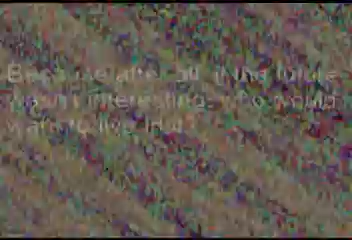 Because after all, if the future
wasn't interesting, who would
want to live in it?